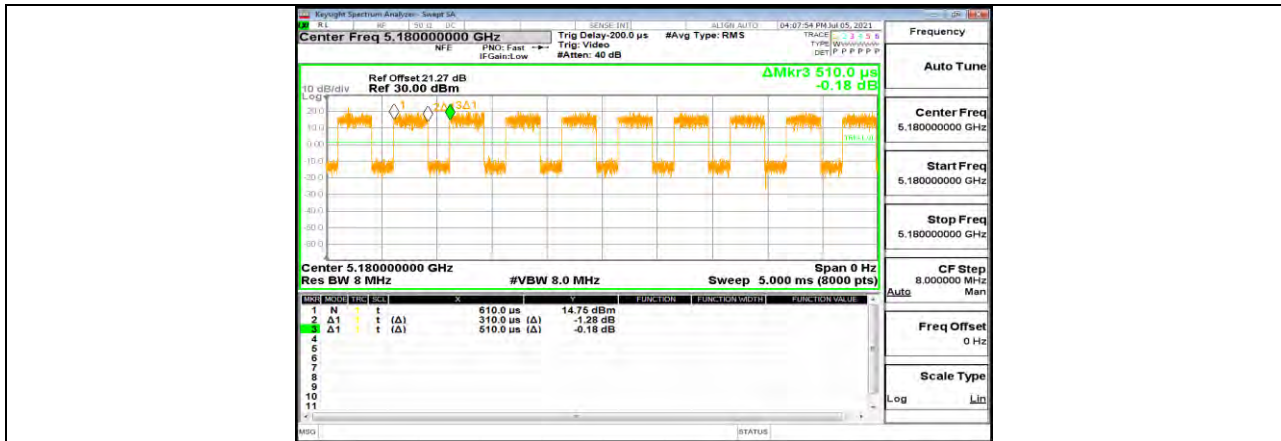 Keysight Spectrum Analyzer - Swept SA
RL RF 50 Ω DC SENSE:INT ALIGN AUTO 04:07:54 PM Jul 05, 2021
Center Freq 5.180000000 GHz
NFE PNO: Fast IFGain:Low
Trig Delay-200.0 µs #Avg Type: RMS
Trig: Video
#Atten: 40 dB
TRACE 1 2 3 4 5 6
TYPE W
DET P P P P P P
Frequency
Auto Tune
Center Freq
5.180000000 GHz
Start Freq
5.180000000 GHz
Stop Freq
5.180000000 GHz
CF Step
8.000000 MHz
Auto Man
Freq Offset
0 Hz
Scale Type
Log Lin
ΔMkr3 510.0 µs
-0.18 dB
Ref Offset 21.27 dB
10 dB/div Ref 30.00 dBm
Log
1 2Δ1 3Δ1
20.0
10.0
0.00
-10.0
-20.0
-30.0
-40.0
-50.0
-60.0
Center 5.180000000 GHz Span 0 Hz
Res BW 8 MHz #VBW 8.0 MHz Sweep 5.000 ms (8000 pts)
MKR MODE TRC SCL X Y FUNCTION FUNCTION WIDTH FUNCTION VALUE
1 N 1 t 610.0 µs 14.75 dBm
2 Δ1 1 t (Δ) 310.0 µs (Δ) -1.28 dB
3 Δ1 1 t (Δ) 510.0 µs (Δ) -0.18 dB
4
5
6
7
8
9
10
11
MSG STATUS